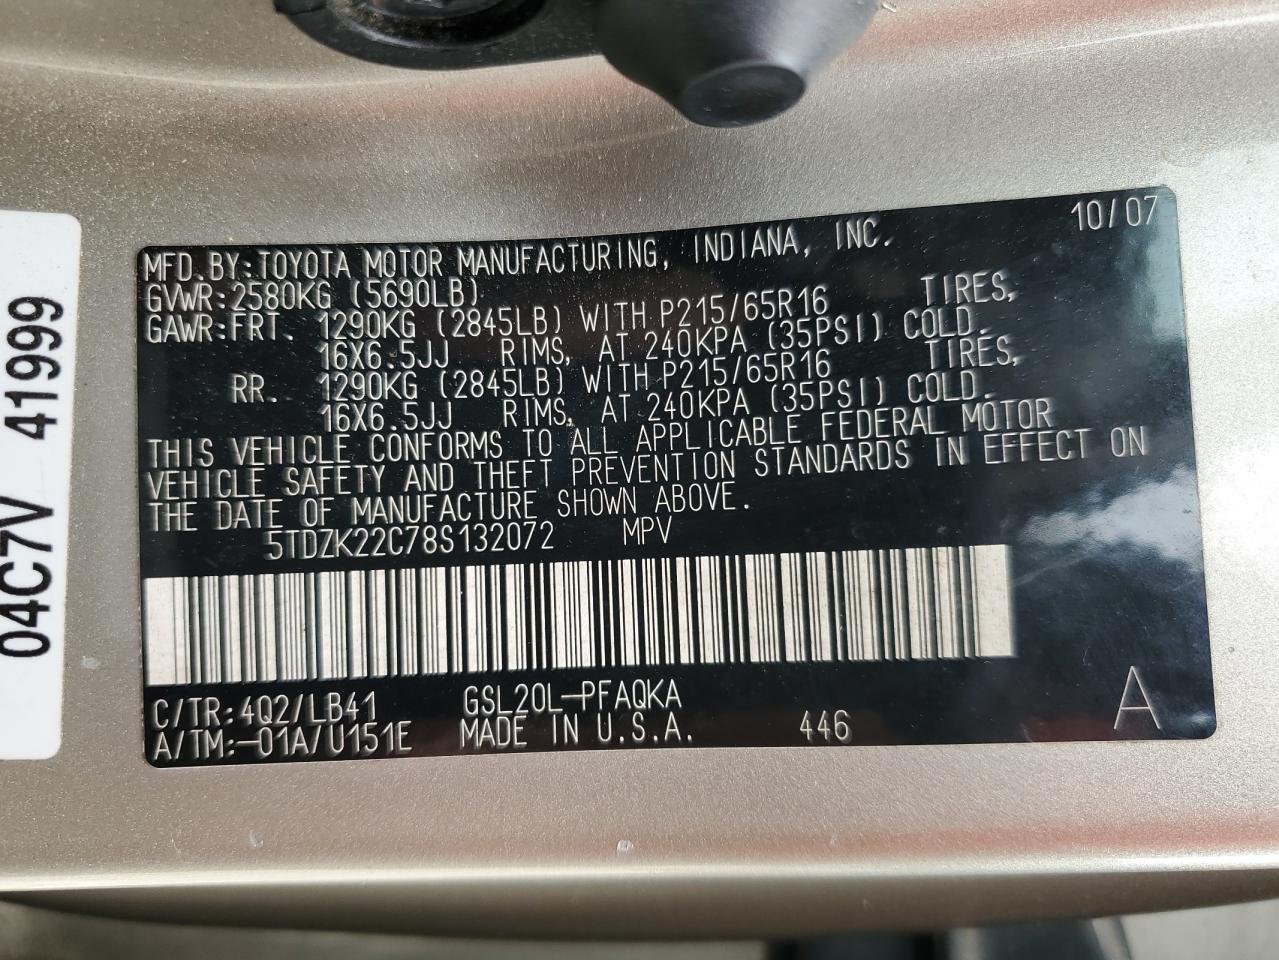 MFD.BY:TOYOTA MOTOR MANUFACTURING, INDIANA, INC. 10/07
GVWR:2580KG (5690LB)
GAWR:FRT. 1290KG (2845LB) WITH P215/65R16 TIRES,
16X6.5JJ RIMS, AT 240KPA (35PSI) COLD.
RR. 1290KG (2845LB) WITH P215/65R16 TIRES,
16X6.5JJ RIMS, AT 240KPA (35PSI) COLD.
THIS VEHICLE CONFORMS TO ALL APPLICABLE FEDERAL MOTOR
VEHICLE SAFETY AND THEFT PREVENTION STANDARDS IN EFFECT ON
THE DATE OF MANUFACTURE SHOWN ABOVE.
5TDZK22C78S132072 MPV
C/TR:4Q2/LB41 GSL20L-PFAQKA
A/TM:-01A/U151E MADE IN U.S.A. 446 A
04C7V 41999